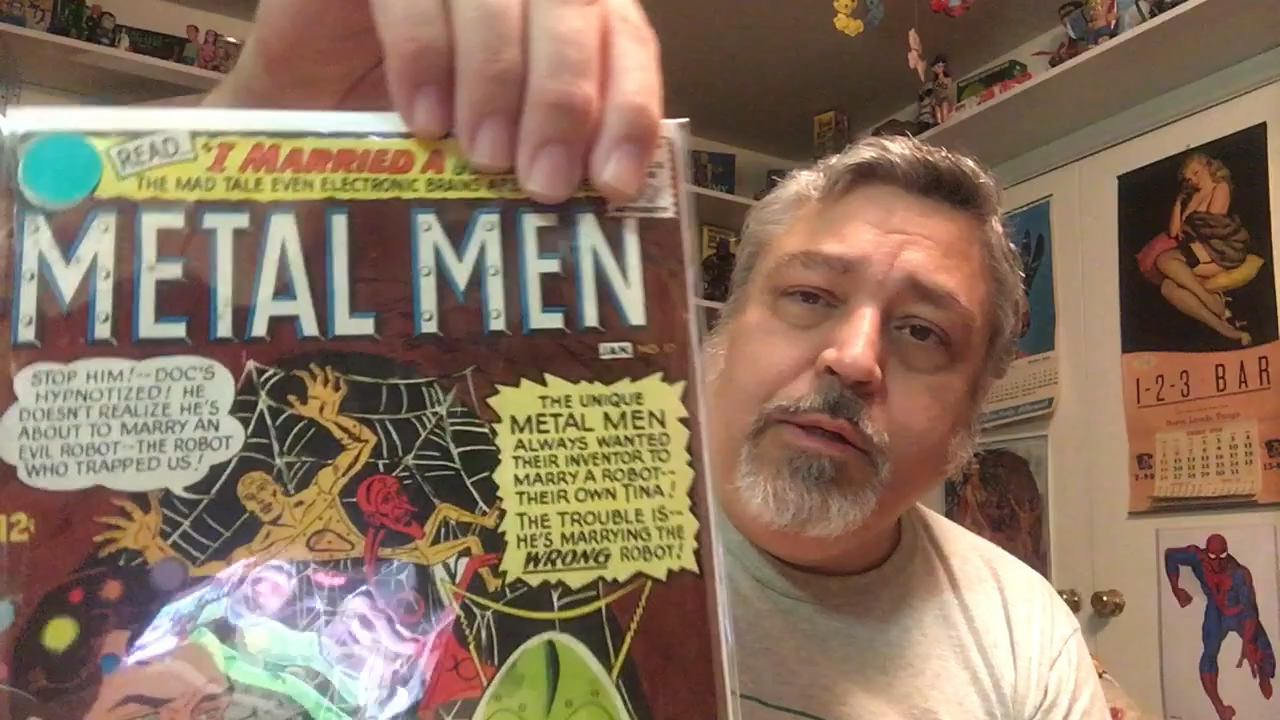 READ "I MARRIED A
THE MAD TALE EVEN ELECTRONIC BRAINS
METAL MEN
JAN. NO.
STOP HIM!--DOC'S
HYPNOTIZED! HE
DOESN'T REALIZE HE'S
ABOUT TO MARRY AN
EVIL ROBOT--THE ROBOT
WHO TRAPPED US!
THE UNIQUE
METAL MEN
ALWAYS WANTED
THEIR INVENTOR TO
MARRY A ROBOT--
THEIR OWN TINA!
THE TROUBLE IS--
HE'S MARRYING THE
WRONG ROBOT!
12¢
1-2-3 BAR